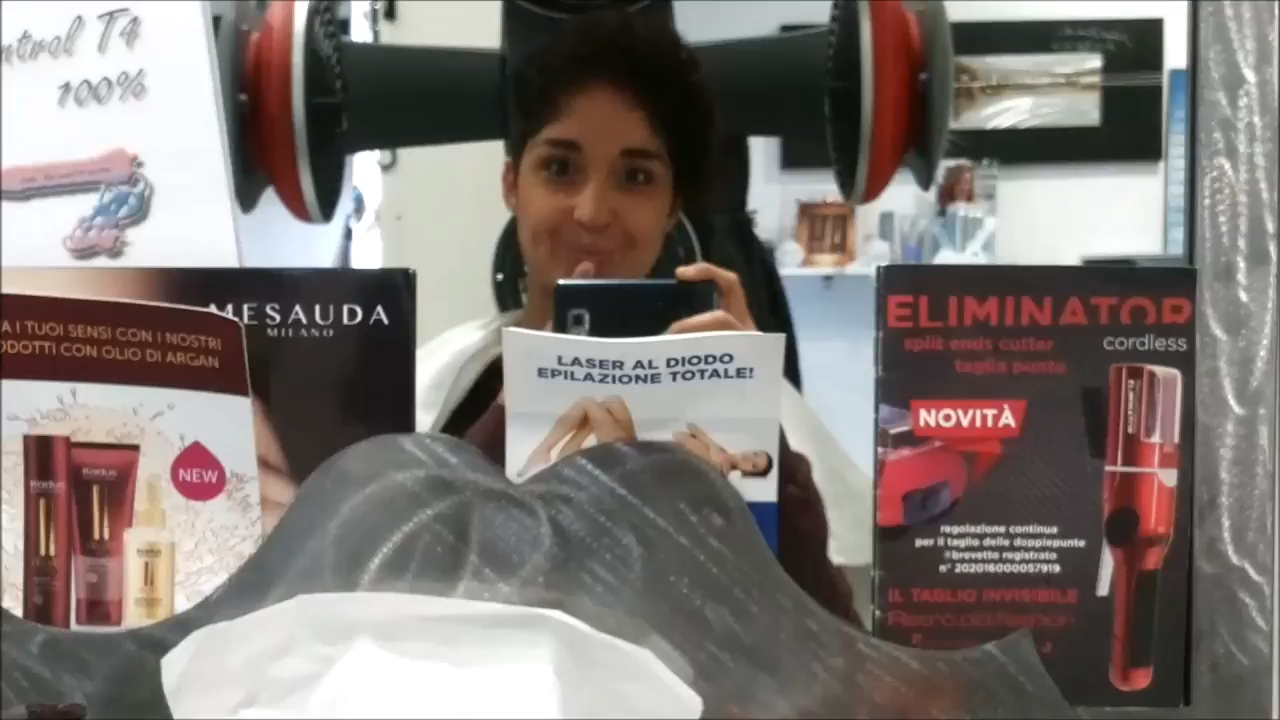 T4
100%
MESAUDA
MILANO
A I TUOI SENSI CON I NOSTRI
ODOTTI CON OLIO DI ARGAN
Kadus
Kadus
NEW
LASER AL DIODO
EPILAZIONE TOTALE!
ELIMINATOR
cordless
split ends cutter
taglia punte
NOVITÀ
regolazione continua
per il taglio delle doppiepunte
brevetto registrato
n° 202016000057919
IL TAGLIO INVISIBILE